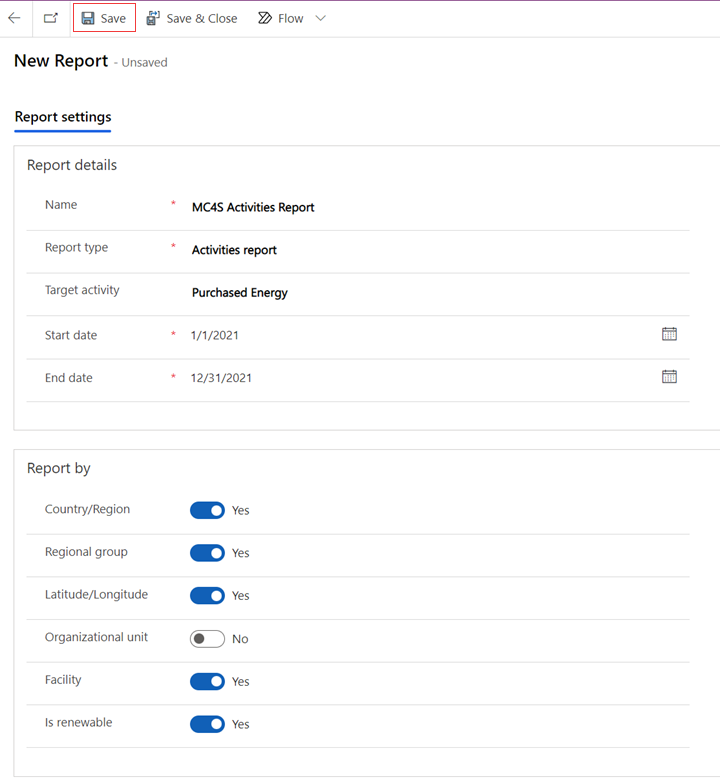 Save Save & Close Flow
New Report - Unsaved
Report settings
Report details
Name * MC4S Activities Report
Report type * Activities report
Target activity Purchased Energy
Start date * 1/1/2021
End date * 12/31/2021
Report by
Country/Region Yes
Regional group Yes
Latitude/Longitude Yes
Organizational unit No
Facility Yes
Is renewable Yes